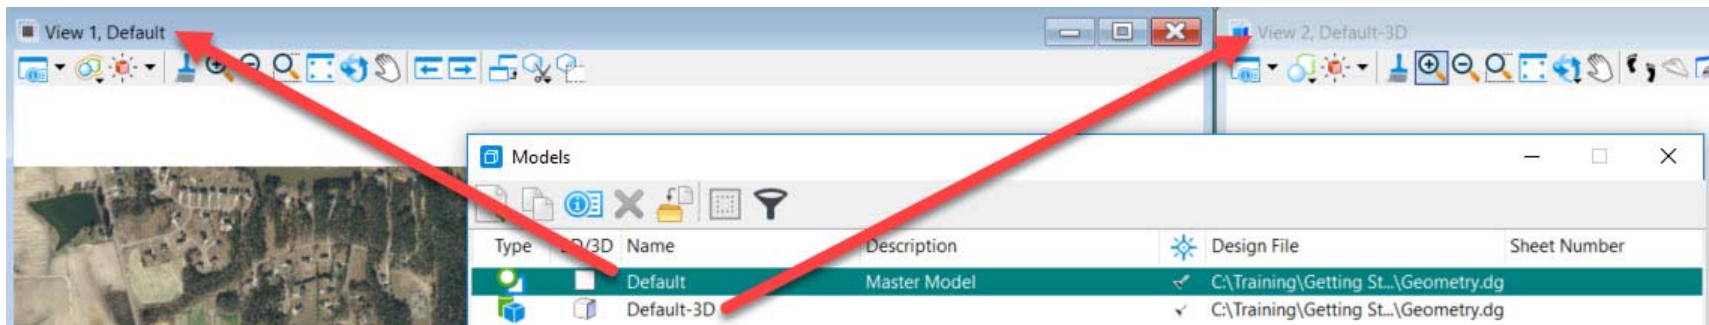 View 1, Default
View 2, Default-3D
Models
Type 2D/3D Name Description Design File Sheet Number
Default Master Model C:\Training\Getting St...\Geometry.dg
Default-3D C:\Training\Getting St...\Geometry.dg